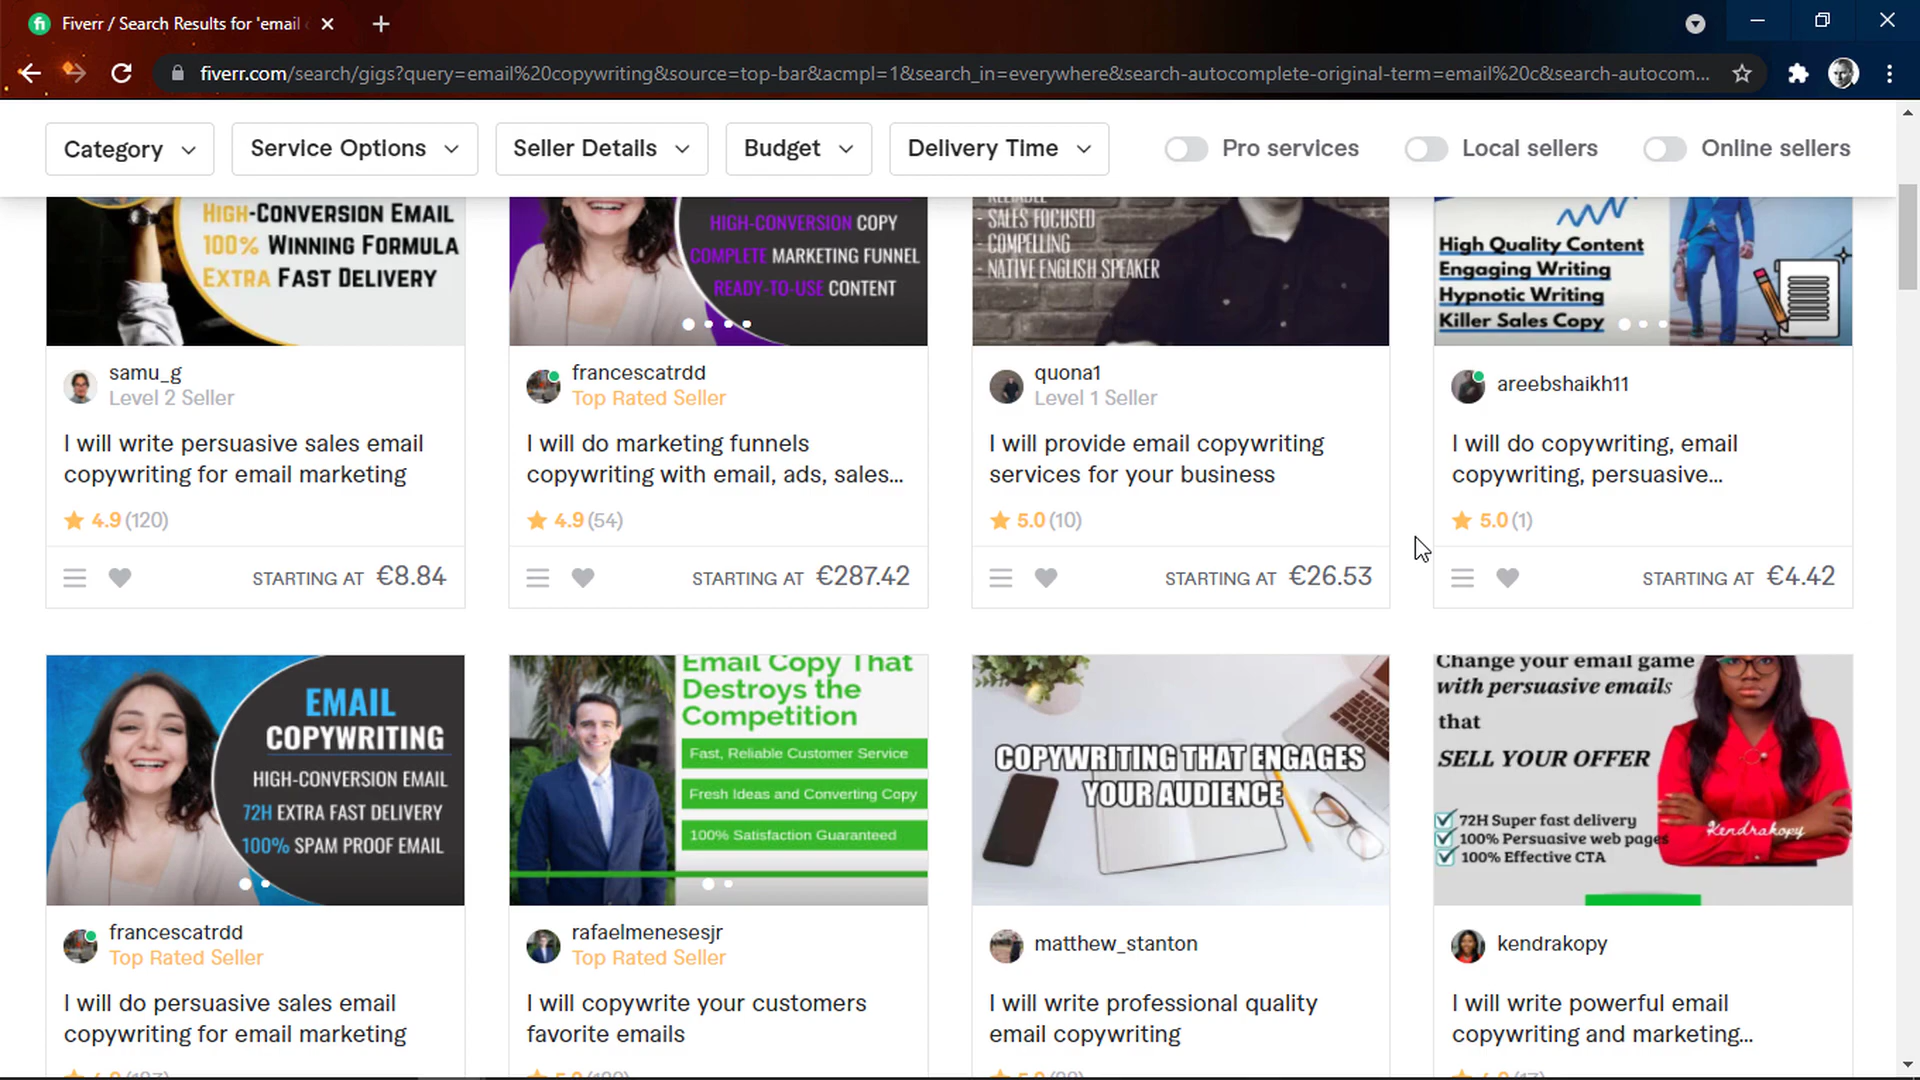 Fiverr / Search Results for 'email
fiverr.com/search/gigs?query=email%20copywriting&source=top-bar&acmpl=1&search_in=everywhere&search-autocomplete-original-term=email%20c&search-autocom...
Category
Service Options
Seller Details
Budget
Delivery Time
Pro services
Local sellers
Online sellers
HIGH-CONVERSION EMAIL
100% WINNING FORMULA
EXTRA FAST DELIVERY
HIGH-CONVERSION COPY
COMPLETE MARKETING FUNNEL
READY-TO-USE CONTENT
- RELIABLE
- SALES FOCUSED
- COMPELLING
- NATIVE ENGLISH SPEAKER
High Quality Content
Engaging Writing
Hypnotic Writing
Killer Sales Copy
samu_g
Level 2 Seller
I will write persuasive sales email
copywriting for email marketing
4.9 (120)
STARTING AT €8.84
francescatrdd
Top Rated Seller
I will do marketing funnels
copywriting with email, ads, sales...
4.9 (54)
STARTING AT €287.42
quona1
Level 1 Seller
I will provide email copywriting
services for your business
5.0 (10)
STARTING AT €26.53
areebshaikh11
I will do copywriting, email
copywriting, persuasive...
5.0 (1)
STARTING AT €4.42
EMAIL
COPYWRITING
HIGH-CONVERSION EMAIL
72H EXTRA FAST DELIVERY
100% SPAM PROOF EMAIL
Email Copy That
Destroys the
Competition
Fast, Reliable Customer Service
Fresh Ideas and Converting Copy
100% Satisfaction Guaranteed
COPYWRITING THAT ENGAGES
YOUR AUDIENCE
Change your email game
with persuasive emails
that
SELL YOUR OFFER
72H Super fast delivery
100% Persuasive web pages
100% Effective CTA
Kendrakopy
francescatrdd
Top Rated Seller
I will do persuasive sales email
copywriting for email marketing
rafaelmenesesjr
Top Rated Seller
I will copywrite your customers
favorite emails
matthew_stanton
I will write professional quality
email copywriting
kendrakopy
I will write powerful email
copywriting and marketing...